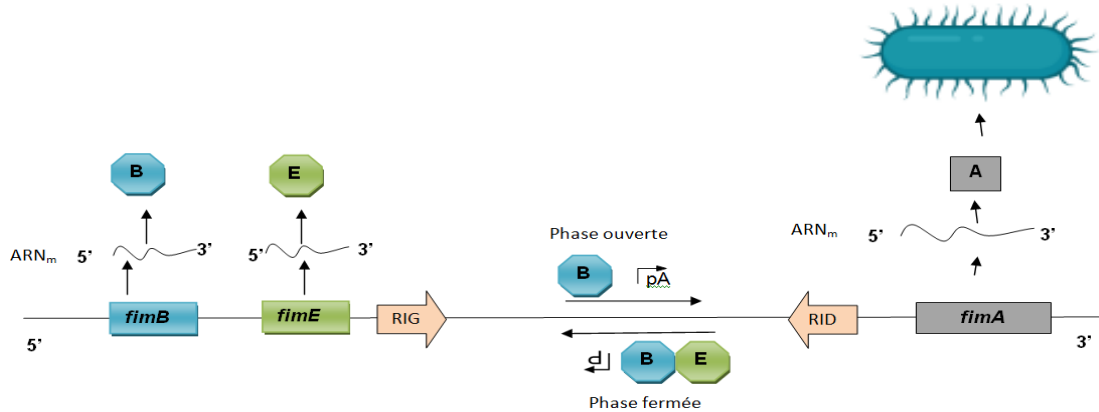 B
E
A
ARNm 5’ 3’
5’ 3’
Phase ouverte
ARNm 5’ 3’
B pA
fimB
fimE
RIG
RID
fimA
5’
3’
B E
Phase fermée